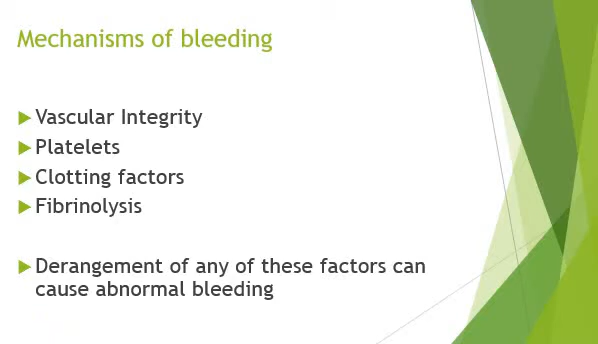 Mechanisms of bleeding
Vascular Integrity
Platelets
Clotting factors
Fibrinolysis
Derangement of any of these factors can
cause abnormal bleeding